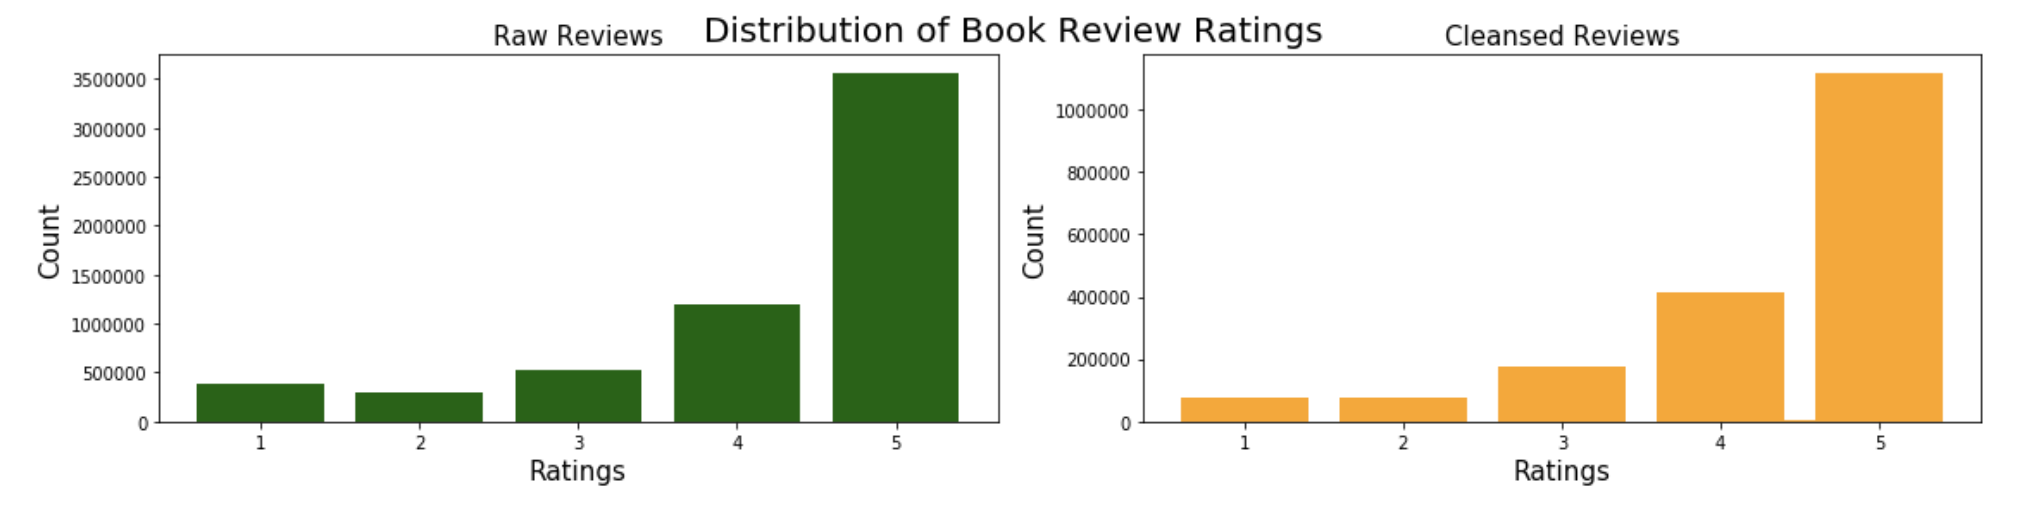 Distribution of Book Review Ratings
Raw Reviews
3500000
3000000
2500000
2000000
1500000
1000000
500000
0
Count
1 2 3 4 5
Ratings
Cleansed Reviews
1000000
800000
600000
400000
200000
0
Count
1 2 3 4 5
Ratings